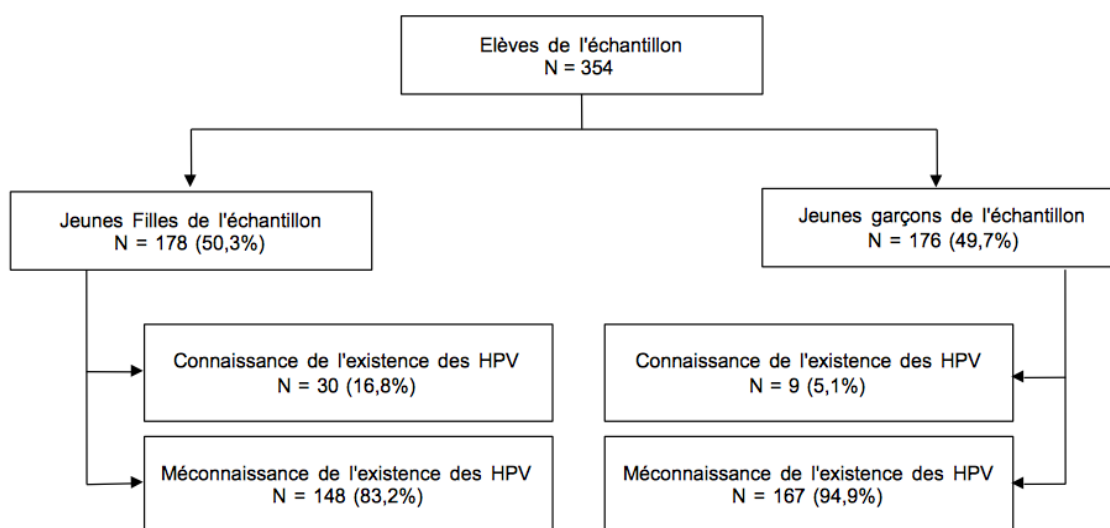 Elèves de l'échantillon
N = 354
Jeunes Filles de l'échantillon
N = 178 (50,3%)
Jeunes garçons de l'échantillon
N = 176 (49,7%)
Connaissance de l'existence des HPV
N = 30 (16,8%)
Connaissance de l'existence des HPV
N = 9 (5,1%)
Méconnaissance de l'existence des HPV
N = 148 (83,2%)
Méconnaissance de l'existence des HPV
N = 167 (94,9%)